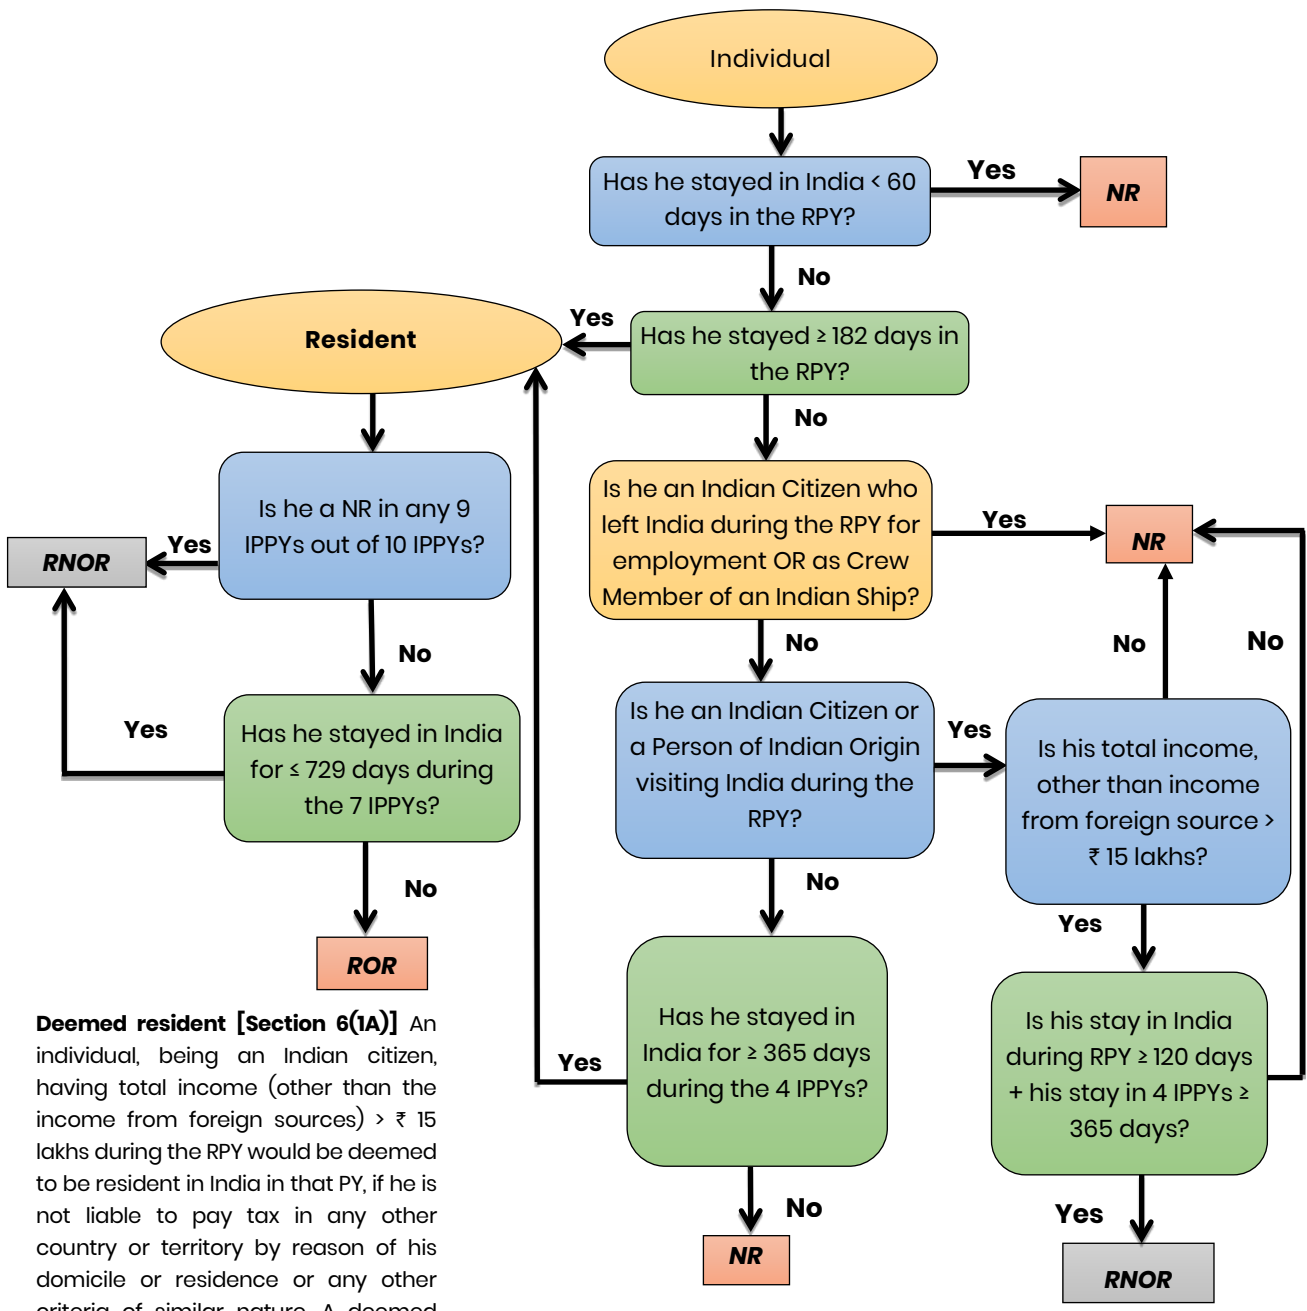 Individual
Has he stayed in India < 60
days in the RPY?
Yes
NR
No
Has he stayed ≥ 182 days in
the RPY?
Yes
Resident
No
Is he an Indian Citizen who
left India during the RPY for
employment OR as Crew
Member of an Indian Ship?
Yes
NR
No
Is he an Indian Citizen or
a Person of Indian Origin
visiting India during the
RPY?
Yes
Is his total income,
other than income
from foreign source >
₹ 15 lakhs?
No
No
Yes
Is his stay in India
during RPY ≥ 120 days
+ his stay in 4 IPPYs ≥
365 days?
Yes
RNOR
No
Has he stayed in
India for ≥ 365 days
during the 4 IPPYs?
Yes
No
NR
Is he a NR in any 9
IPPYs out of 10 IPPYs?
Yes
RNOR
No
Has he stayed in India
for ≤ 729 days during
the 7 IPPYs?
Yes
No
ROR
Deemed resident [Section 6(1A)] An
individual, being an Indian citizen,
having total income (other than the
income from foreign sources) > ₹ 15
lakhs during the RPY would be deemed
to be resident in India in that PY, if he is
not liable to pay tax in any other
country or territory by reason of his
domicile or residence or any other
criteria of similar nature. A deemed